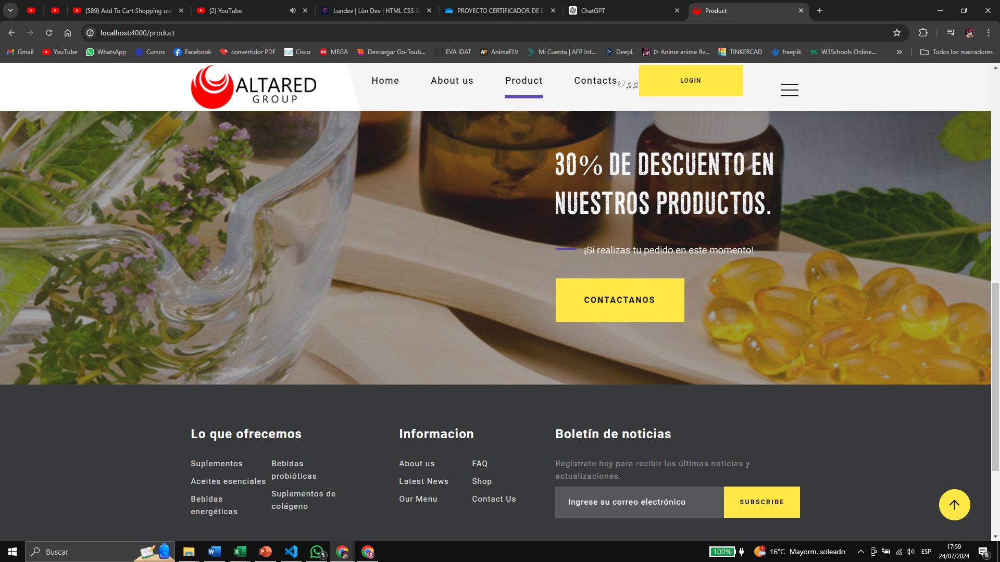 (589) Add To Cart Shopping usi
(2) YouTube
Lundev | Lùn Dev | HTML CSS Ja
PROYECTO CERTIFICADOR DE D
ChatGPT
Product
localhost:4000/product
Gmail
YouTube
WhatsApp
Cursos
Facebook
convertidor PDF
Cisco
MEGA
Descargar Go-Toub...
EVA IDAT
AnimeFLV
Mi Cuenta | AFP Int...
DeepL
▷ Anime anime flv...
TINKERCAD
freepik
W3Schools Online...
Todos los marcadores
ALTARED
GROUP
Home
About us
Product
Contacts
LOGIN
30% DE DESCUENTO EN
NUESTROS PRODUCTOS.
¡Si realizas tu pedido en este momento!
CONTACTANOS
Lo que ofrecemos
Suplementos
Aceites esenciales
Bebidas
energéticas
Bebidas
probióticas
Suplementos de
colágeno
Informacion
About us
Latest News
Our Menu
FAQ
Shop
Contact Us
Boletín de noticias
Regístrate hoy para recibir las últimas noticias y
actualizaciones.
Ingrese su correo electrónico
SUBSCRIBE
Buscar
5
100%
1
16°C Mayorm. soleado
ESP
17:59
24/07/2024
6